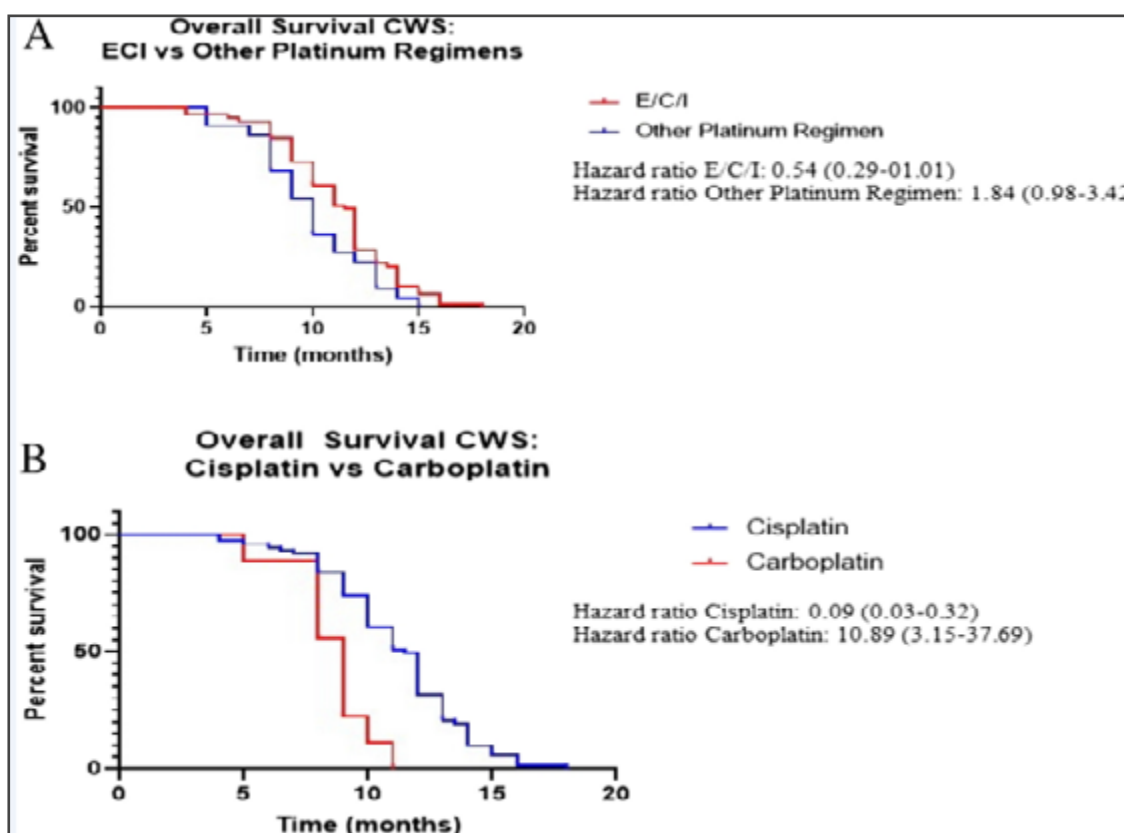 A
Overall Survival CWS:
ECI vs Other Platinum Regimens
E/C/I
Other Platinum Regimen
Hazard ratio E/C/I: 0.54 (0.29-01.01)
Hazard ratio Other Platinum Regimen: 1.84 (0.98-3.42
Percent survival
100
50
0
0 5 10 15 20
Time (months)
B
Overall Survival CWS:
Cisplatin vs Carboplatin
Cisplatin
Carboplatin
Hazard ratio Cisplatin: 0.09 (0.03-0.32)
Hazard ratio Carboplatin: 10.89 (3.15-37.69)
Percent survival
100
50
0
0 5 10 15 20
Time (months)